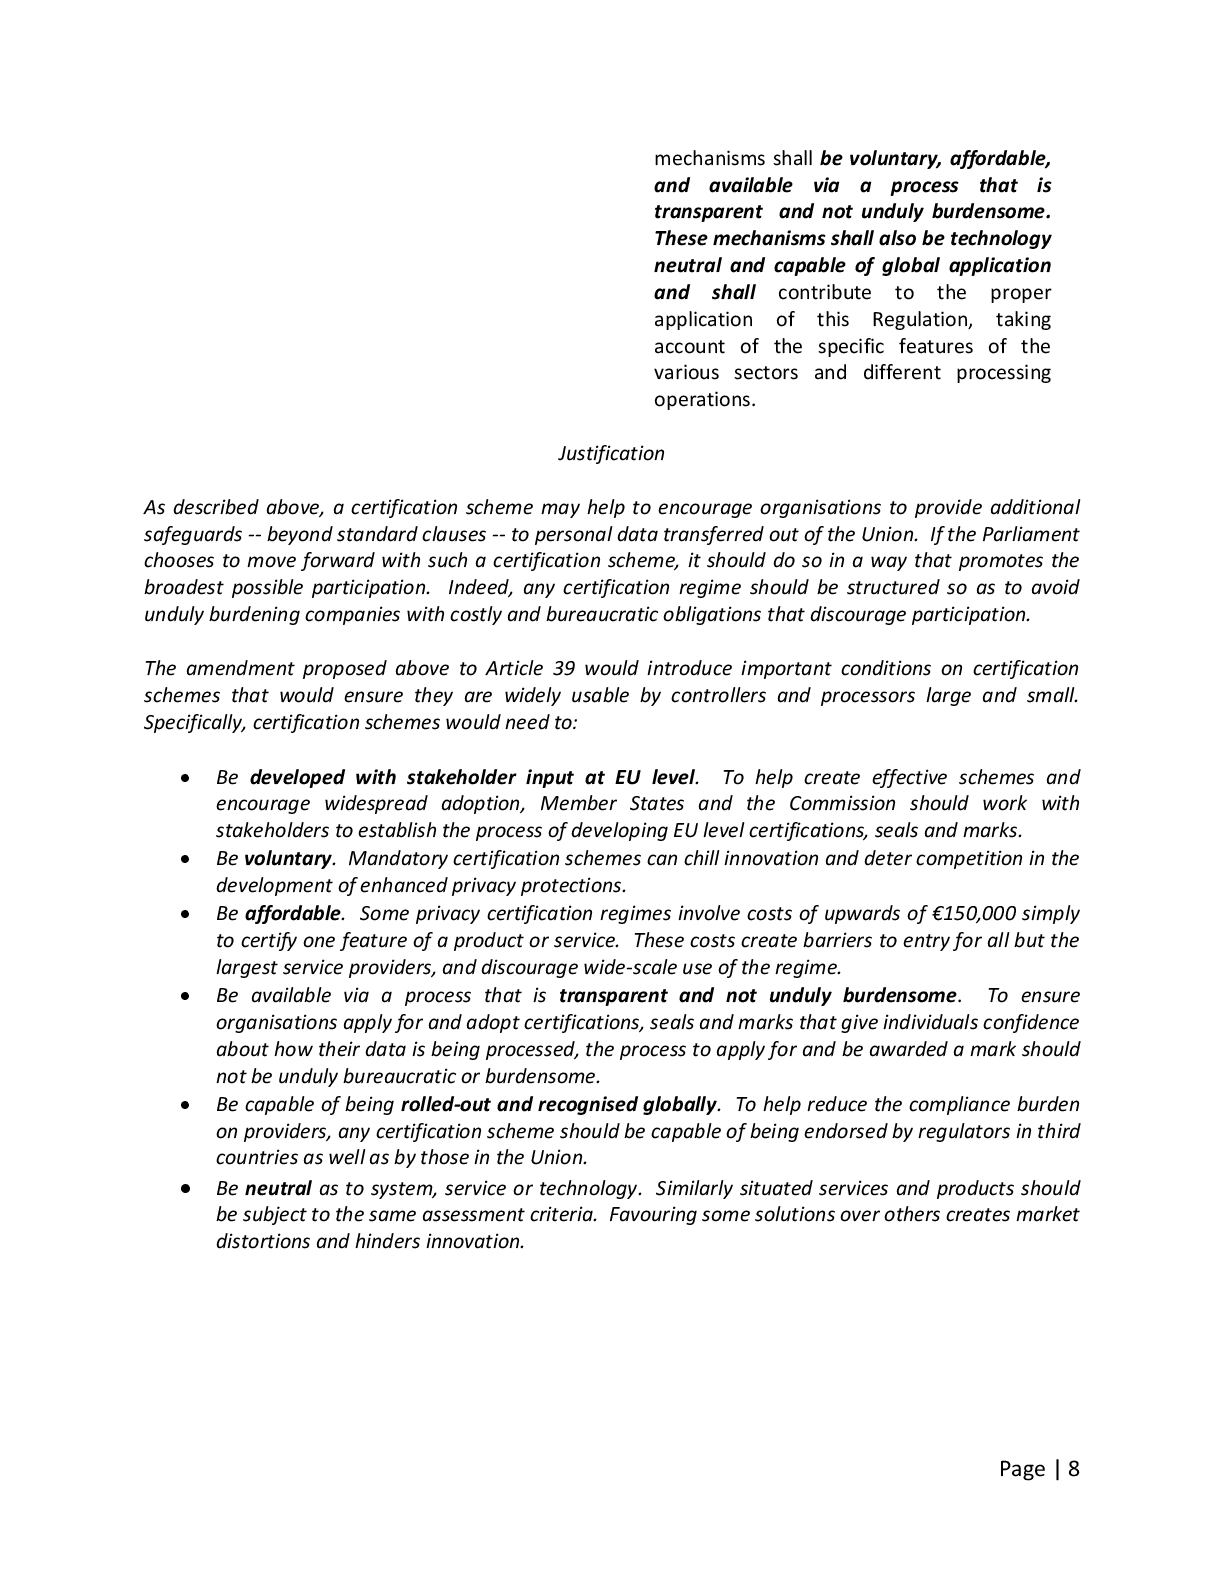 mechanisms shall be voluntary, affordable,
and available via a process that is
transparent and not unduly burdensome.
These mechanisms shall also be technology
neutral and capable of global application
and shall contribute to the proper
application of this Regulation, taking
account of the specific features of the
various sectors and different processing
operations.
Justification
As described above, a certification scheme may help to encourage organisations to provide additional
safeguards -- beyond standard clauses -- to personal data transferred out of the Union. If the Parliament
chooses to move forward with such a certification scheme, it should do so in a way that promotes the
broadest possible participation. Indeed, any certification regime should be structured so as to avoid
unduly burdening companies with costly and bureaucratic obligations that discourage participation.
The amendment proposed above to Article 39 would introduce important conditions on certification
schemes that would ensure they are widely usable by controllers and processors large and small.
Specifically, certification schemes would need to:
• Be developed with stakeholder input at EU level. To help create effective schemes and
encourage widespread adoption, Member States and the Commission should work with
stakeholders to establish the process of developing EU level certifications, seals and marks.
• Be voluntary. Mandatory certification schemes can chill innovation and deter competition in the
development of enhanced privacy protections.
• Be affordable. Some privacy certification regimes involve costs of upwards of €150,000 simply
to certify one feature of a product or service. These costs create barriers to entry for all but the
largest service providers, and discourage wide-scale use of the regime.
• Be available via a process that is transparent and not unduly burdensome. To ensure
organisations apply for and adopt certifications, seals and marks that give individuals confidence
about how their data is being processed, the process to apply for and be awarded a mark should
not be unduly bureaucratic or burdensome.
• Be capable of being rolled-out and recognised globally. To help reduce the compliance burden
on providers, any certification scheme should be capable of being endorsed by regulators in third
countries as well as by those in the Union.
• Be neutral as to system, service or technology. Similarly situated services and products should
be subject to the same assessment criteria. Favouring some solutions over others creates market
distortions and hinders innovation.
Page | 8